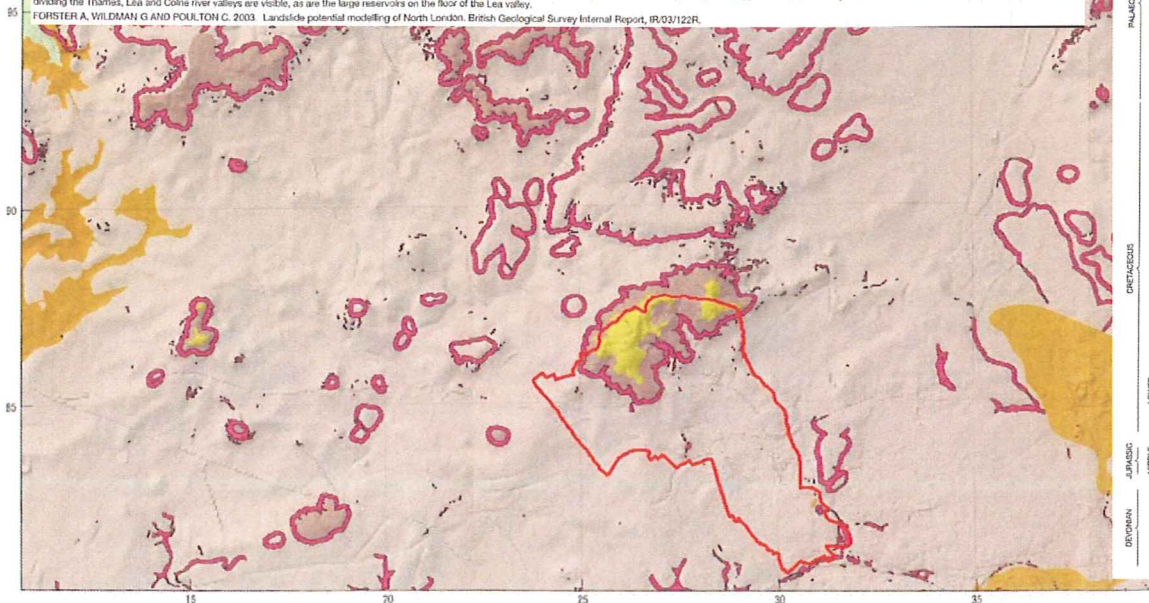 dividing the Thames, Lea and Colne river valleys are visible, as are the large reservoirs on the floor of the Lea valley.
FORSTER A, WILDMAN G AND POULTON C. 2003. Landslide potential modelling of North London. British Geological Survey Internal Report, IR/03/122R.
95
90
85
15
20
25
30
35
CRETACEOUS
JURASSIC
DEVONIAN